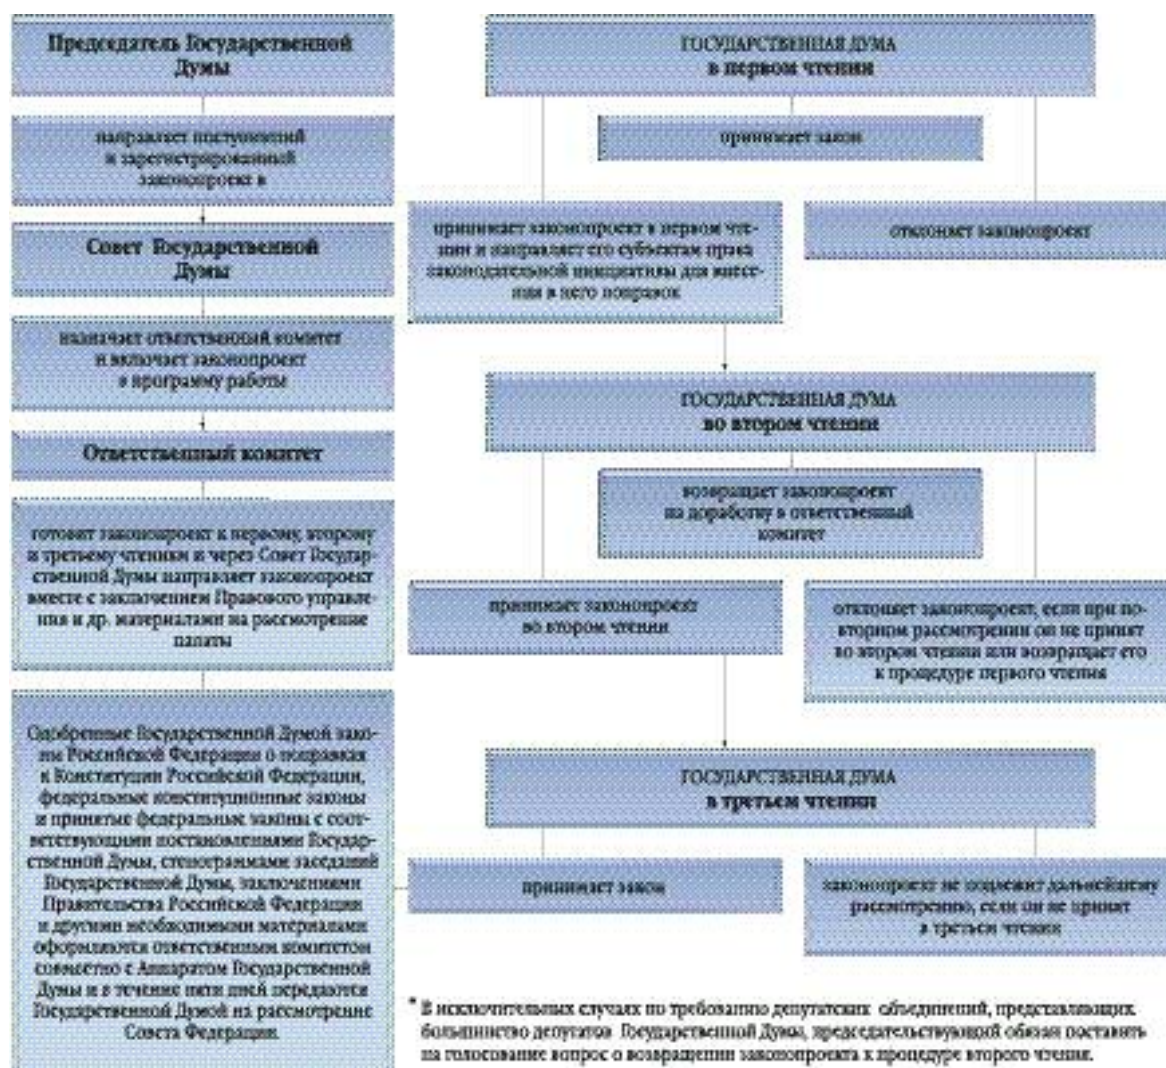 Председатель Государственной
Думы
направляет поступивший
и зарегистрированный
законопроект в
Совет Государственной
Думы
назначает ответственный комитет
и включает законопроект
в программу работы
Ответственный комитет
готовит законопроект к первому, второму
и третьему чтениям и через Совет Государ-
ственной Думы направляет законопроект
вместе с заключением Правового управле-
ния и др. материалами на рассмотрение
палаты
Одобренные Государственной Думой зако-
ны Российской Федерации о поправках
к Конституции Российской Федерации,
федеральные конституционные законы
и принятые федеральные законы с соот-
ветствующими постановлениями Государ-
ственной Думы, стенограммами заседаний
Государственной Думы, заключениями
Правительства Российской Федерации
и другими необходимыми материалами
оформляются ответственным комитетом
совместно с Аппаратом Государственной
Думы и в течение пяти дней передаются
Государственной Думой на рассмотрение
Совета Федерации.
ГОСУДАРСТВЕННАЯ ДУМА
в первом чтении
принимает закон
принимает законопроект в первом чте-
нии и направляет его субъектам права
законодательной инициативы для внесе-
ния в него поправок
отклоняет законопроект
ГОСУДАРСТВЕННАЯ ДУМА
во втором чтении
возвращает законопроект
на доработку в ответственный
комитет
принимает законопроект
во втором чтении
отклоняет законопроект, если при по-
вторном рассмотрении он не принят
во втором чтении или возвращает его
к процедуре первого чтения
ГОСУДАРСТВЕННАЯ ДУМА
в третьем чтении
принимает закон
законопроект не подлежит дальнейшему
рассмотрению, если он не принят
в третьем чтении
* В исключительных случаях по требованию депутатских объединений, представляющих
большинство депутатов Государственной Думы, председательствующий обязан поставить
на голосование вопрос о возвращении законопроекта к процедуре второго чтения.